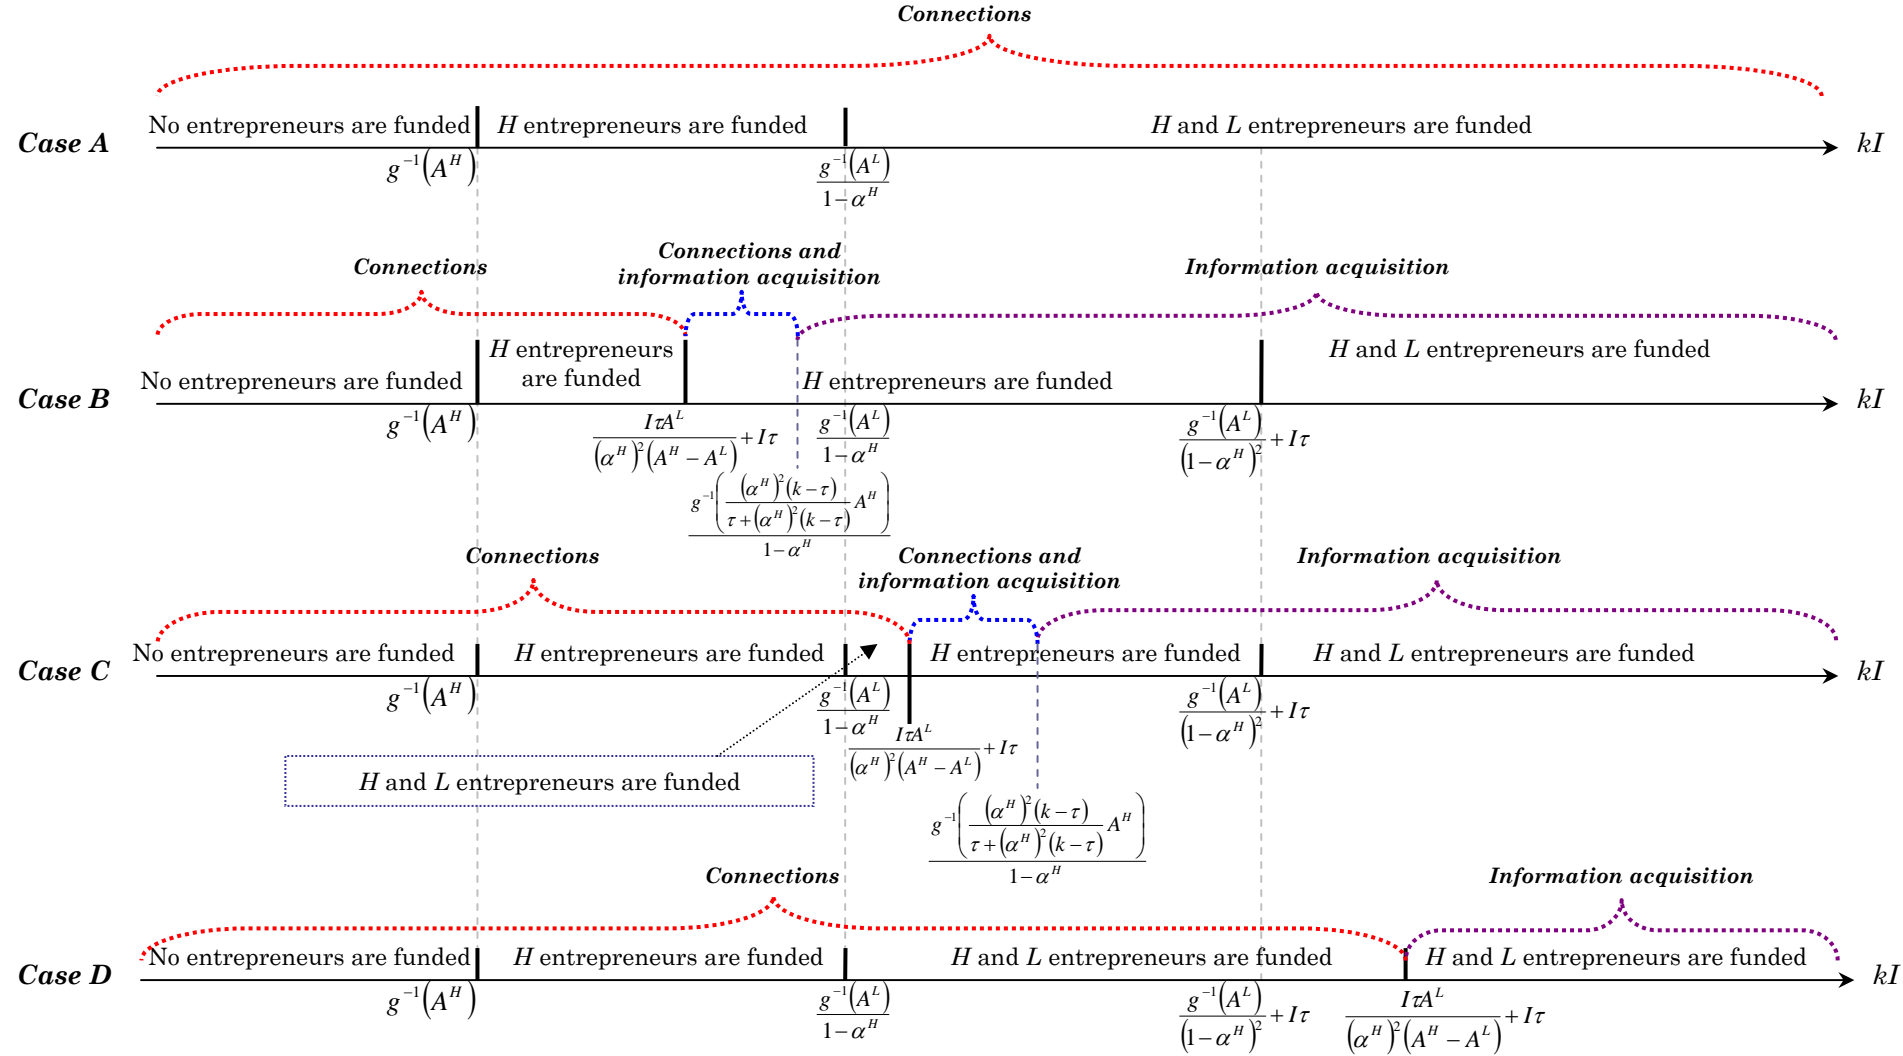 Connections
No entrepreneurs are funded H entrepreneurs are funded H and L entrepreneurs are funded
Case A kI
g⁻¹(A^H) g⁻¹(A^L)
1−α^H
Connections Connections and Information acquisition
information acquisition
H entrepreneurs H and L entrepreneurs are funded
No entrepreneurs are funded are funded H entrepreneurs are funded
Case B kI
g⁻¹(A^H) IτA^L / ((α^H)²(A^H − A^L)) + Iτ g⁻¹(A^L) / (1−α^H) g⁻¹(A^L) / (1−α^H)² + Iτ
g⁻¹( (α^H)²(k−τ) / (τ+(α^H)²(k−τ)) A^H ) / (1−α^H)
Connections Connections and Information acquisition
information acquisition
No entrepreneurs are funded H entrepreneurs are funded H entrepreneurs are funded H and L entrepreneurs are funded
Case C kI
g⁻¹(A^H) g⁻¹(A^L) / (1−α^H) g⁻¹(A^L) / (1−α^H)² + Iτ
IτA^L / ((α^H)²(A^H − A^L)) + Iτ
H and L entrepreneurs are funded
g⁻¹( (α^H)²(k−τ) / (τ+(α^H)²(k−τ)) A^H ) / (1−α^H)
Connections Information acquisition
No entrepreneurs are funded H entrepreneurs are funded H and L entrepreneurs are funded H and L entrepreneurs are funded
Case D kI
g⁻¹(A^H) g⁻¹(A^L) / (1−α^H) g⁻¹(A^L) / (1−α^H)² + Iτ IτA^L / ((α^H)²(A^H − A^L)) + Iτ